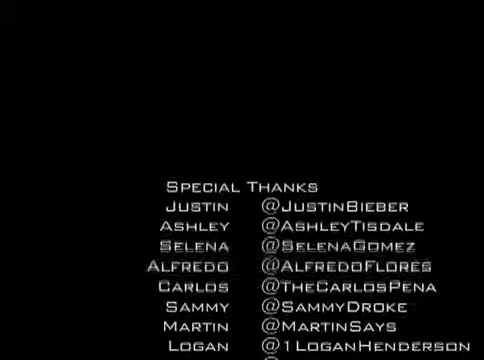 Special Thanks
Justin @JustinBieber
Ashley @AshleyTisdale
Selena @SelenaGomez
Alfredo @AlfredoFlores
Carlos @TheCarlosPena
Sammy @SammyDroke
Martin @MartinSays
Logan @1LoganHenderson